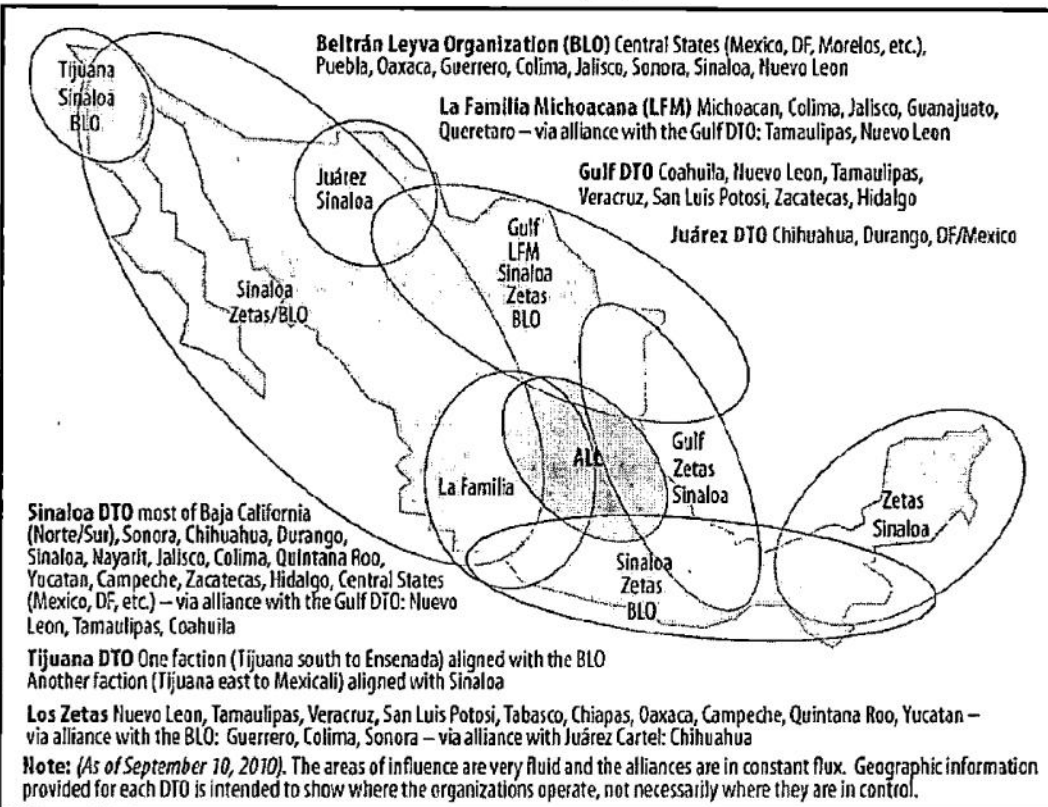 Beltrán Leyva Organization (BLO) Central States (Mexico, DF, Morelos, etc.),
Puebla, Oaxaca, Guerrero, Colima, Jalisco, Sonora, Sinaloa, Nuevo Leon
La Familia Michoacana (LFM) Michoacan, Colima, Jalisco, Guanajuato,
Queretaro – via alliance with the Gulf DTO: Tamaulipas, Nuevo Leon
Gulf DTO Coahuila, Nuevo Leon, Tamaulipas,
Veracruz, San Luis Potosi, Zacatecas, Hidalgo
Juárez DTO Chihuahua, Durango, DF/Mexico
Tijuana
Sinaloa
BLO
Juárez
Sinaloa
Gulf
LFM
Sinaloa
Zetas
BLO
Sinaloa
Zetas/BLO
La Familia
ALL
Gulf
Zetas
Sinaloa
Zetas
Sinaloa
Sinaloa
Zetas
BLO
Sinaloa DTO most of Baja California
(Norte/Sur), Sonora, Chihuahua, Durango,
Sinaloa, Nayarit, Jalisco, Colima, Quintana Roo,
Yucatan, Campeche, Zacatecas, Hidalgo, Central States
(Mexico, DF, etc.) – via alliance with the Gulf DTO: Nuevo
Leon, Tamaulipas, Coahuila
Tijuana DTO One faction (Tijuana south to Ensenada) aligned with the BLO
Another faction (Tijuana east to Mexicali) aligned with Sinaloa
Los Zetas Nuevo Leon, Tamaulipas, Veracruz, San Luis Potosi, Tabasco, Chiapas, Oaxaca, Campeche, Quintana Roo, Yucatan –
via alliance with the BLO: Guerrero, Colima, Sonora – via alliance with Juárez Cartel: Chihuahua
Note: (As of September 10, 2010). The areas of influence are very fluid and the alliances are in constant flux. Geographic information
provided for each DTO is intended to show where the organizations operate, not necessarily where they are in control.